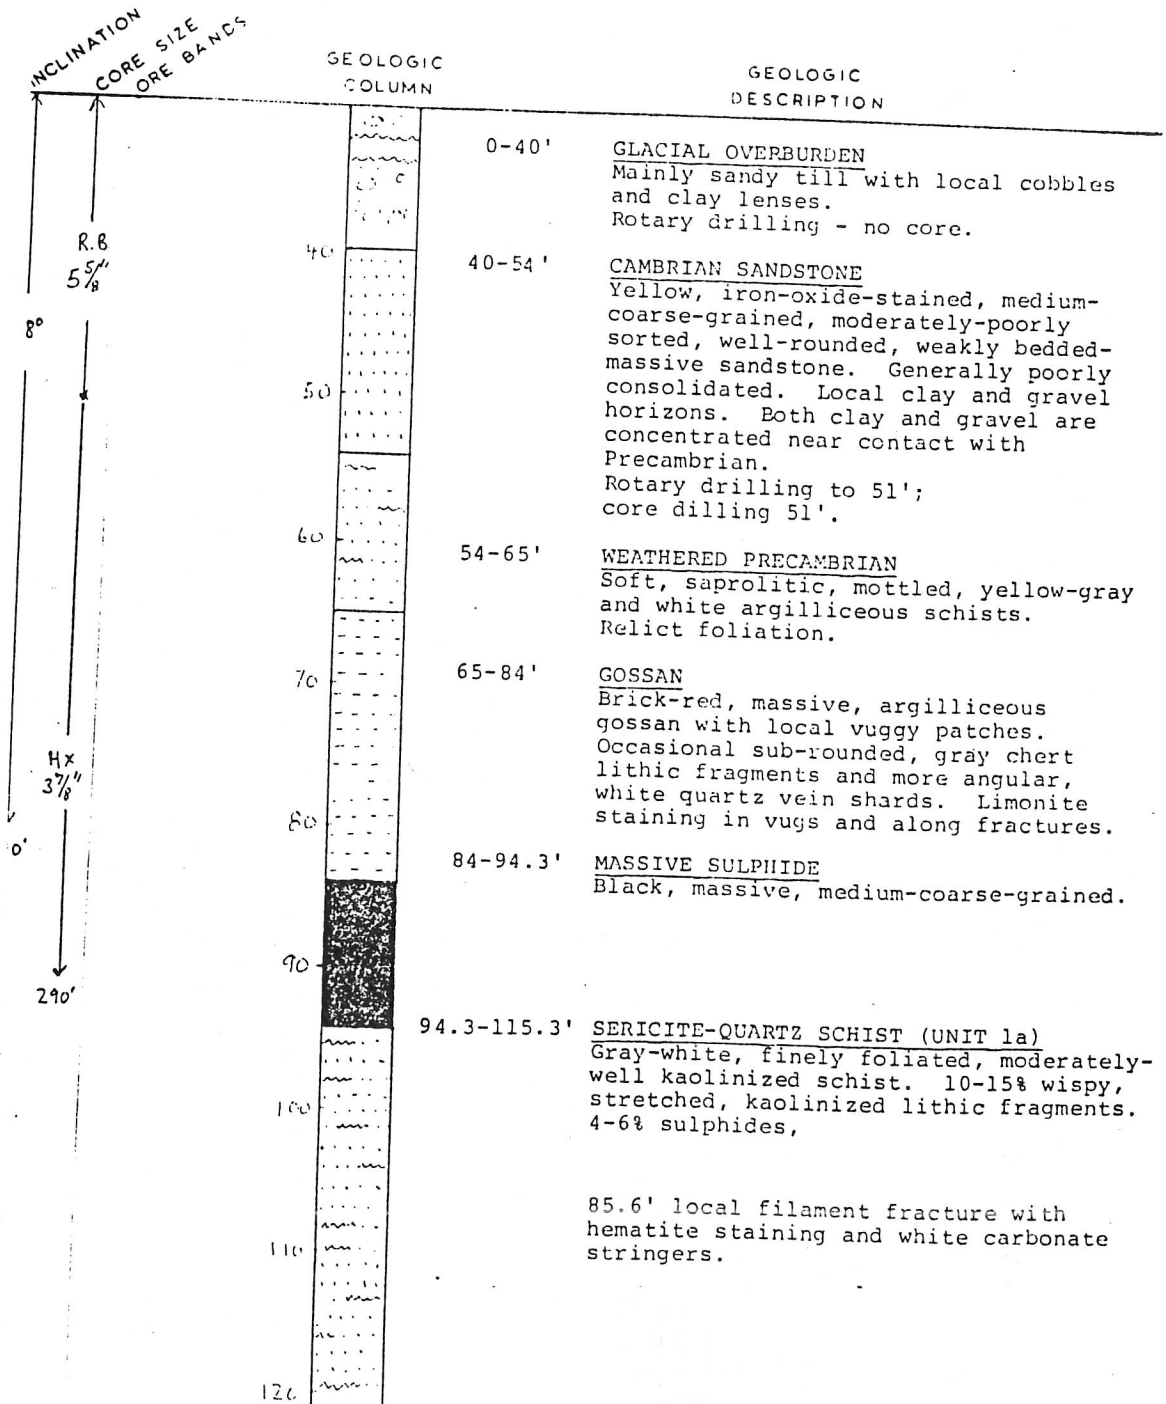 INCLINATION
CORE SIZE
ORE BANDS
GEOLOGIC
COLUMN
GEOLOGIC
DESCRIPTION
0-40'
GLACIAL OVERBURDEN
Mainly sandy till with local cobbles
and clay lenses.
Rotary drilling - no core.
R.B
5 5/8"
8°
40
40-54'
CAMBRIAN SANDSTONE
Yellow, iron-oxide-stained, medium-
coarse-grained, moderately-poorly
sorted, well-rounded, weakly bedded-
massive sandstone. Generally poorly
consolidated. Local clay and gravel
horizons. Both clay and gravel are
concentrated near contact with
Precambrian.
Rotary drilling to 51';
core dilling 51'.
50
60
54-65'
WEATHERED PRECAMBRIAN
Soft, saprolitic, mottled, yellow-gray
and white argilliceous schists.
Relict foliation.
70
65-84'
GOSSAN
Brick-red, massive, argilliceous
gossan with local vuggy patches.
Occasional sub-rounded, gray chert
lithic fragments and more angular,
white quartz vein shards. Limonite
staining in vugs and along fractures.
HX
3 7/8"
80
0'
84-94.3'
MASSIVE SULPHIDE
Black, massive, medium-coarse-grained.
90
290'
94.3-115.3'
SERICITE-QUARTZ SCHIST (UNIT 1a)
Gray-white, finely foliated, moderately-
well kaolinized schist. 10-15% wispy,
stretched, kaolinized lithic fragments.
4-6% sulphides,
100
85.6' local filament fracture with
hematite staining and white carbonate
stringers.
110
120